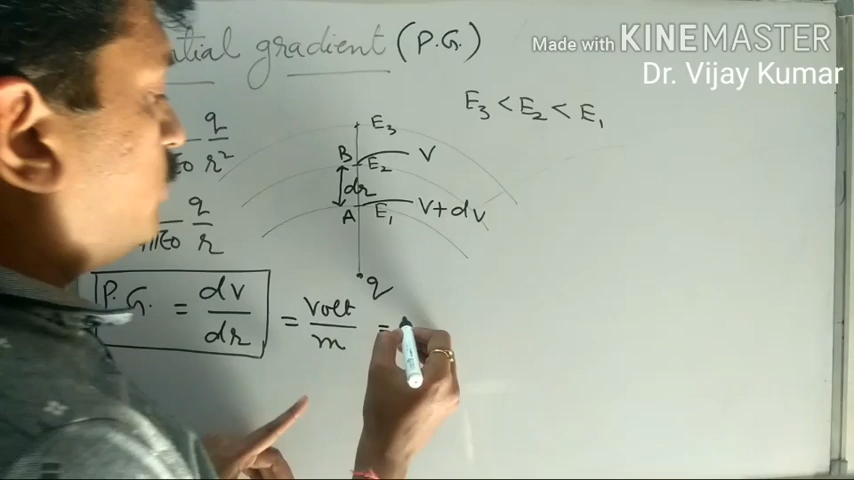 gradient (P.G.)
Made with KINEMASTER
Dr. Vijay Kumar
E3 < E2 < E1
q
r²
E3
B
E2
V
dr
A
E1
V+dV
q
r
q
P.G. = dV/dr = Volt/m =